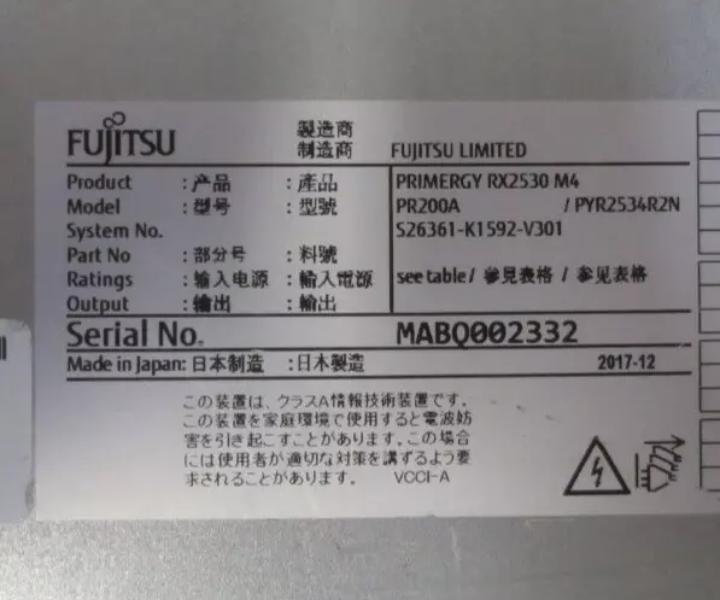 FUJITSU 製造商
制造商 FUJITSU LIMITED
Product :产品 :產品 PRIMERGY RX2530 M4
Model :型号 :型號 PR200A / PYR2534R2N
System No. S26361-K1592-V301
Part No :部分号 :料號
Ratings :输入电源 :輸入電源 see table / 参見表格 / 参见表格
Output :输出 :輸出
Serial No. MABQ002332
Made in Japan: 日本制造 :日本製造 2017-12
この装置は、クラスA情報技術装置です。
この装置を家庭環境で使用すると電波妨
害を引き起こすことがあります。この場合
には使用者が適切な対策を講ずるよう要
求されることがあります。 VCCI-A